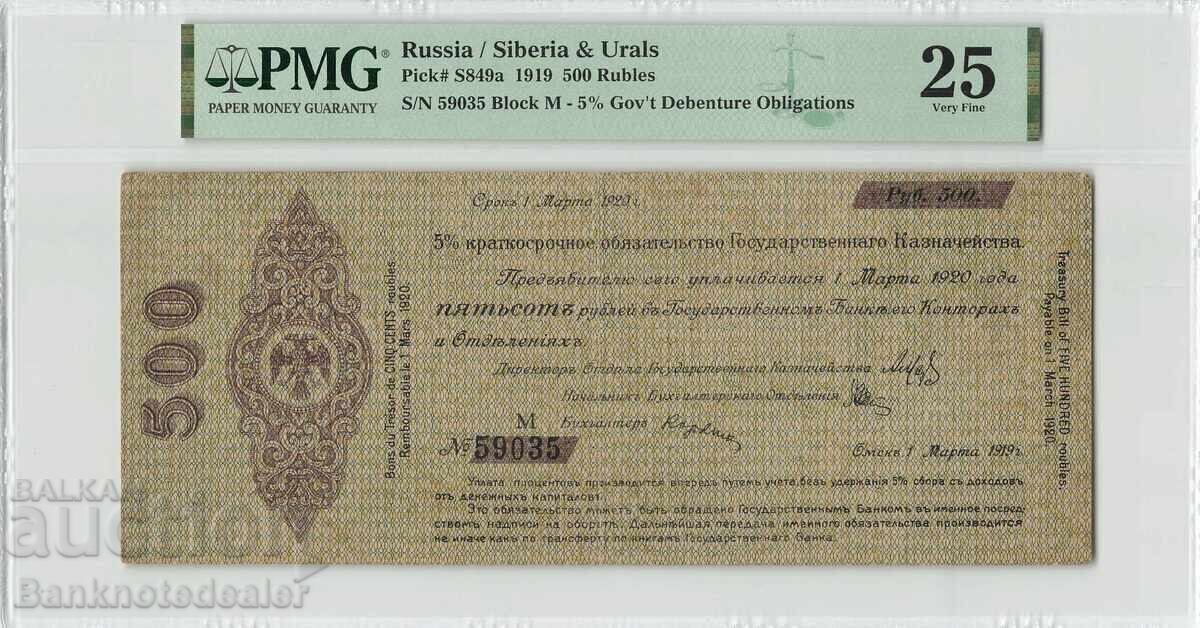 PMG®
PAPER MONEY GUARANTY
Russia / Siberia & Urals
Pick# S849a 1919 500 Rubles
S/N 59035 Block M - 5% Gov't Debenture Obligations
25
Very Fine
Срокъ 1 Марта 1920 г.
Руб. 500.
5% краткосрочное обязательство Государственнаго Казначейства.
Предъявителю сего уплачивается 1 Марта 1920 года
пятьсотъ рублей въ Государственномъ Банкѣ, его Конторахъ
и Отдѣленіяхъ.
Директоръ Отдѣла Государственнаго Казначейства
Начальникъ Бухгалтерскаго Отдѣленія
М Бухгалтеръ
№ 59035
Омскъ, 1 Марта 1919 г.
Уплата процентовъ производится впередъ путемъ учета, безъ удержанія 5% сбора съ доходовъ
отъ денежныхъ капиталовъ.
Это обязательство можетъ быть обращено Государственнымъ Банкомъ въ именное посред-
ствомъ надписи на оборотѣ. Дальнѣйшая передача именного обязательства производится
не иначе какъ по трансферту по книгамъ Государственнаго Банка.
500
Bons du Tresor de CINQ CENTS roubles
Remboursable le 1 Mars 1920.
Treasury Bill of FIVE HUNDRED roubles,
Payable on 1 March 1920.
BALKAN
auction
Banknotedealer